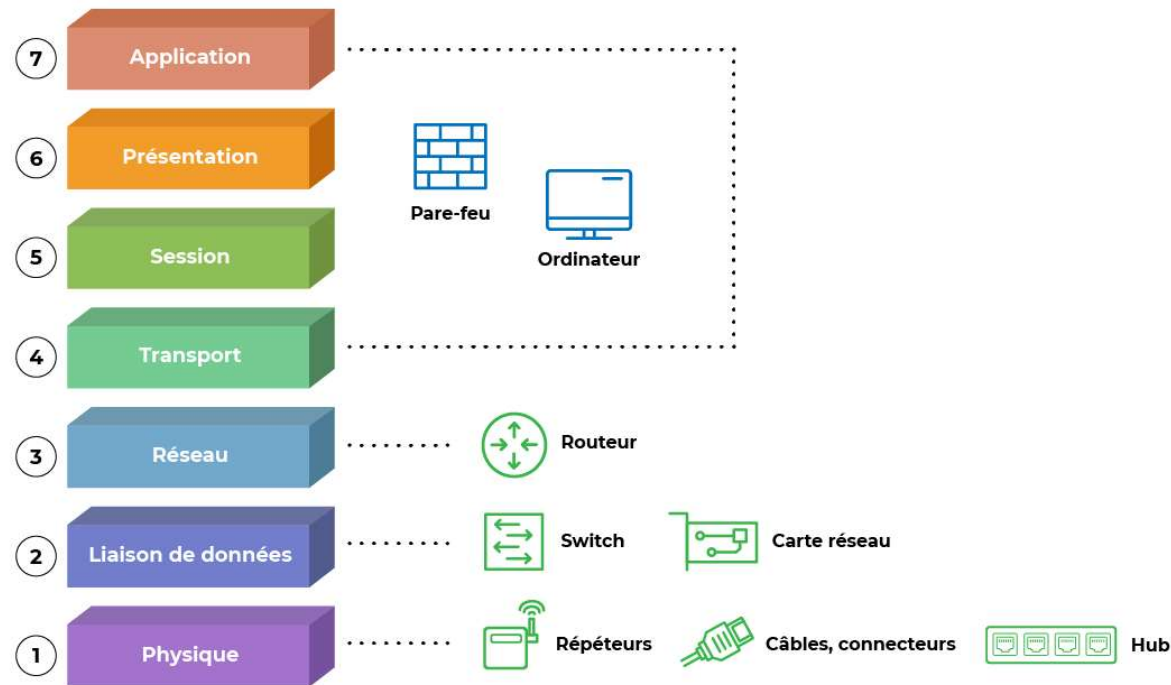 7
Application
6
Présentation
Pare-feu
Ordinateur
5
Session
4
Transport
3
Réseau
Routeur
2
Liaison de données
Switch
Carte réseau
1
Physique
Répéteurs
Câbles, connecteurs
Hub